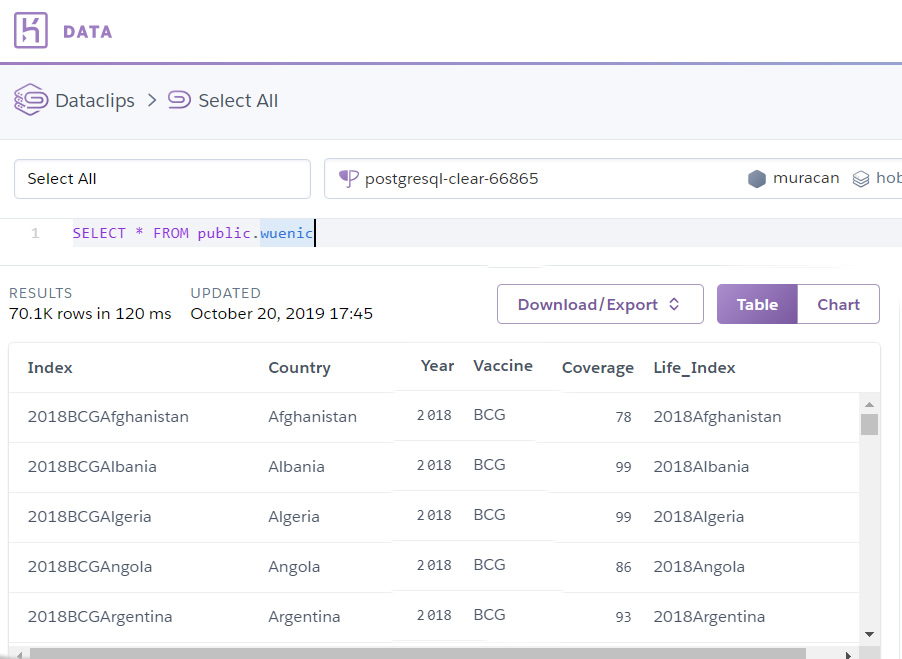 DATA
Dataclips > Select All
Select All postgresql-clear-66865 muracan hob
1 SELECT * FROM public.wuenic
RESULTS UPDATED
70.1K rows in 120 ms October 20, 2019 17:45 Download/Export Table Chart
Index Country Year Vaccine Coverage Life_Index
2018BCGAfghanistan Afghanistan 2018 BCG 78 2018Afghanistan
2018BCGAlbania Albania 2018 BCG 99 2018Albania
2018BCGAlgeria Algeria 2018 BCG 99 2018Algeria
2018BCGAngola Angola 2018 BCG 86 2018Angola
2018BCGArgentina Argentina 2018 BCG 93 2018Argentina